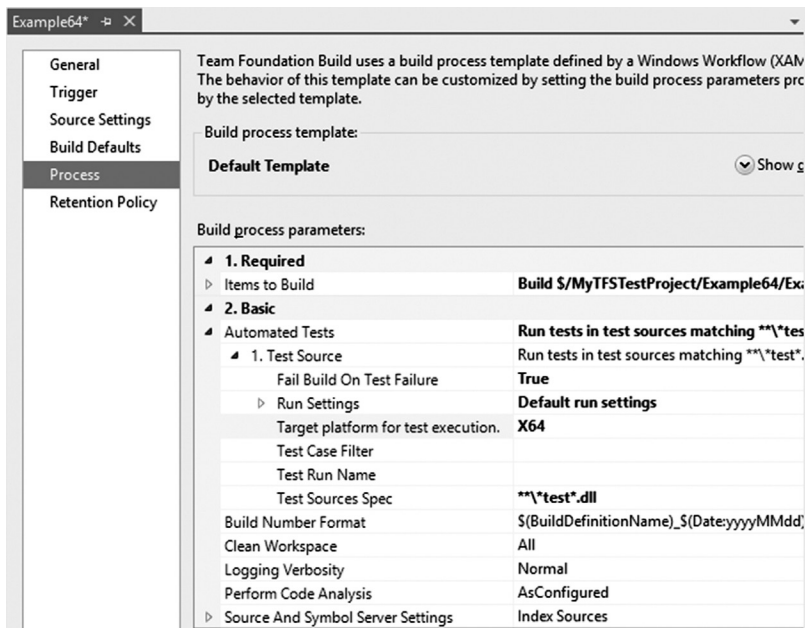 Example64*
General
Trigger
Source Settings
Build Defaults
Process
Retention Policy
Team Foundation Build uses a build process template defined by a Windows Workflow (XAM
The behavior of this template can be customized by setting the build process parameters pro
by the selected template.
Build process template:
Default Template
Show
Build process parameters:
1. Required
Items to Build Build $/MyTFSTestProject/Example64/Exa
2. Basic
Automated Tests Run tests in test sources matching **\*tes
1. Test Source Run tests in test sources matching **\*test*.
Fail Build On Test Failure True
Run Settings Default run settings
Target platform for test execution. X64
Test Case Filter
Test Run Name
Test Sources Spec **\*test*.dll
Build Number Format $(BuildDefinitionName)_$(Date:yyyyMMdd)
Clean Workspace All
Logging Verbosity Normal
Perform Code Analysis AsConfigured
Source And Symbol Server Settings Index Sources